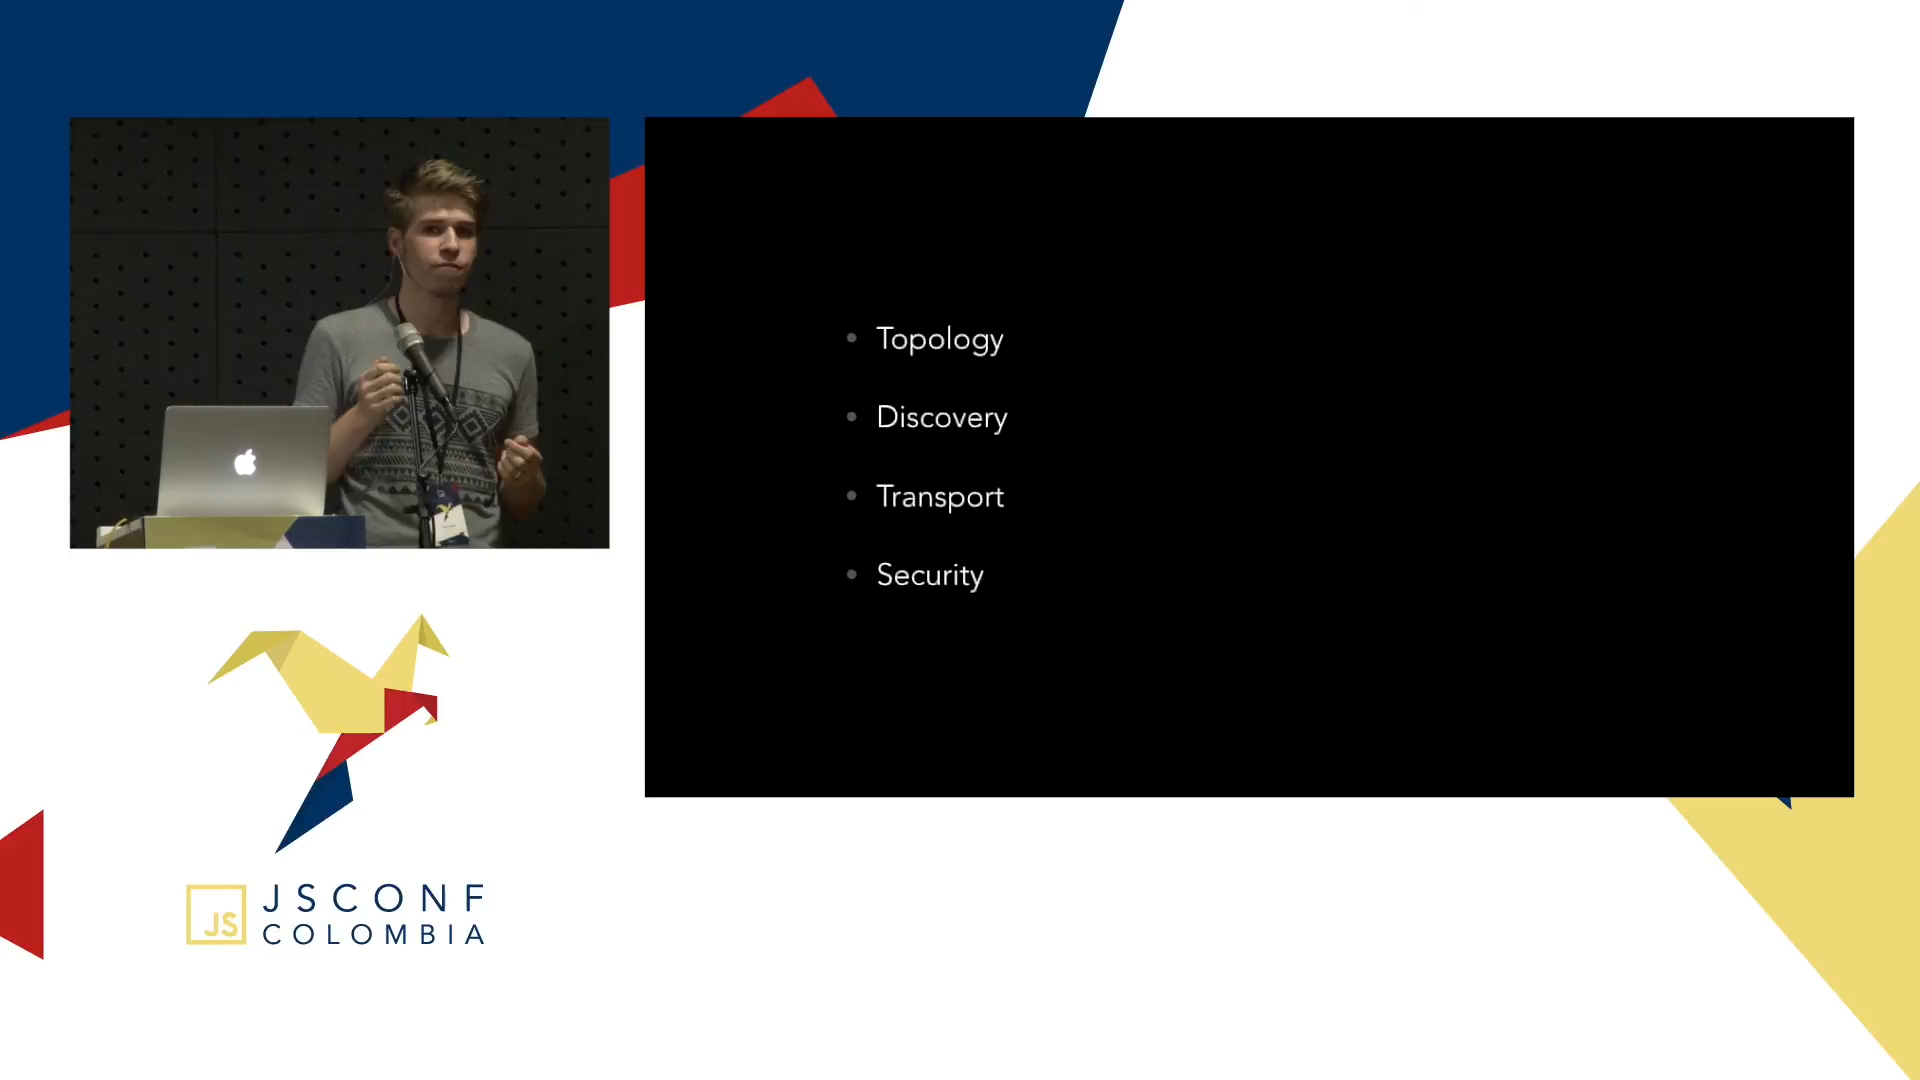 Topology
Discovery
Transport
Security
JS
JSCONF
COLOMBIA